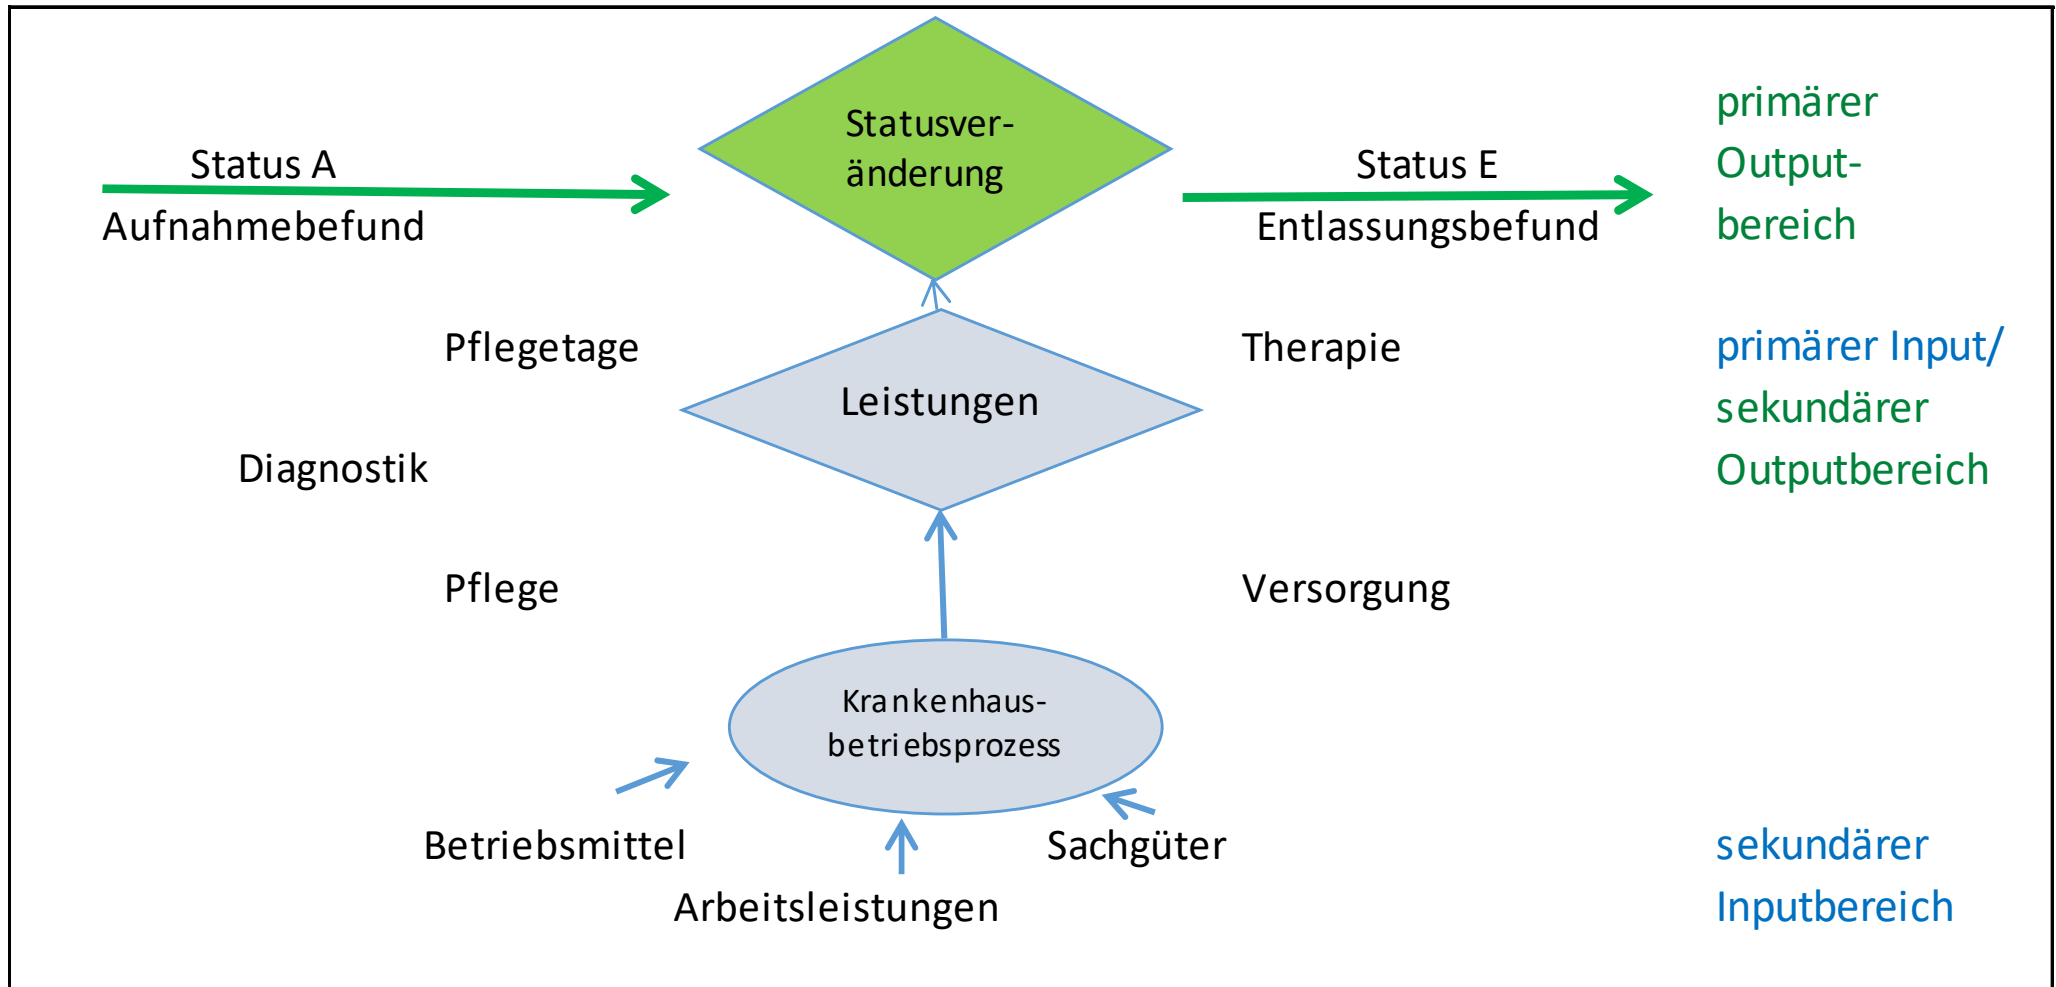 Status A
Aufnahmebefund
Statusver-
änderung
Status E
Entlassungsbefund
primärer
Output-
bereich
Pflegetage
Therapie
primärer Input/
sekundärer
Outputbereich
Leistungen
Diagnostik
Pflege
Versorgung
Krankenhaus-
betriebsprozess
Betriebsmittel
Sachgüter
Arbeitsleistungen
sekundärer
Inputbereich